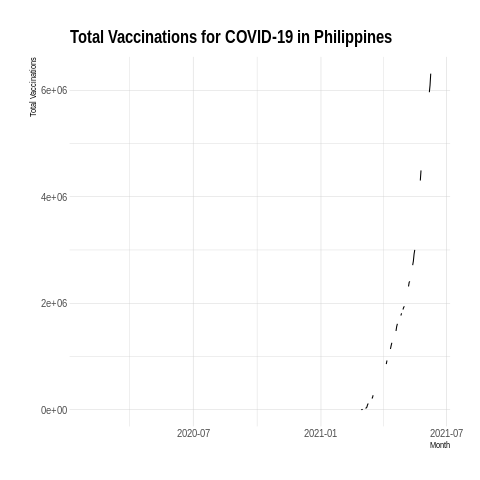 Total Vaccinations for COVID-19 in Philippines
Total Vaccinations
6e+06
4e+06
2e+06
0e+00
2020-07
2021-01
2021-07
Month